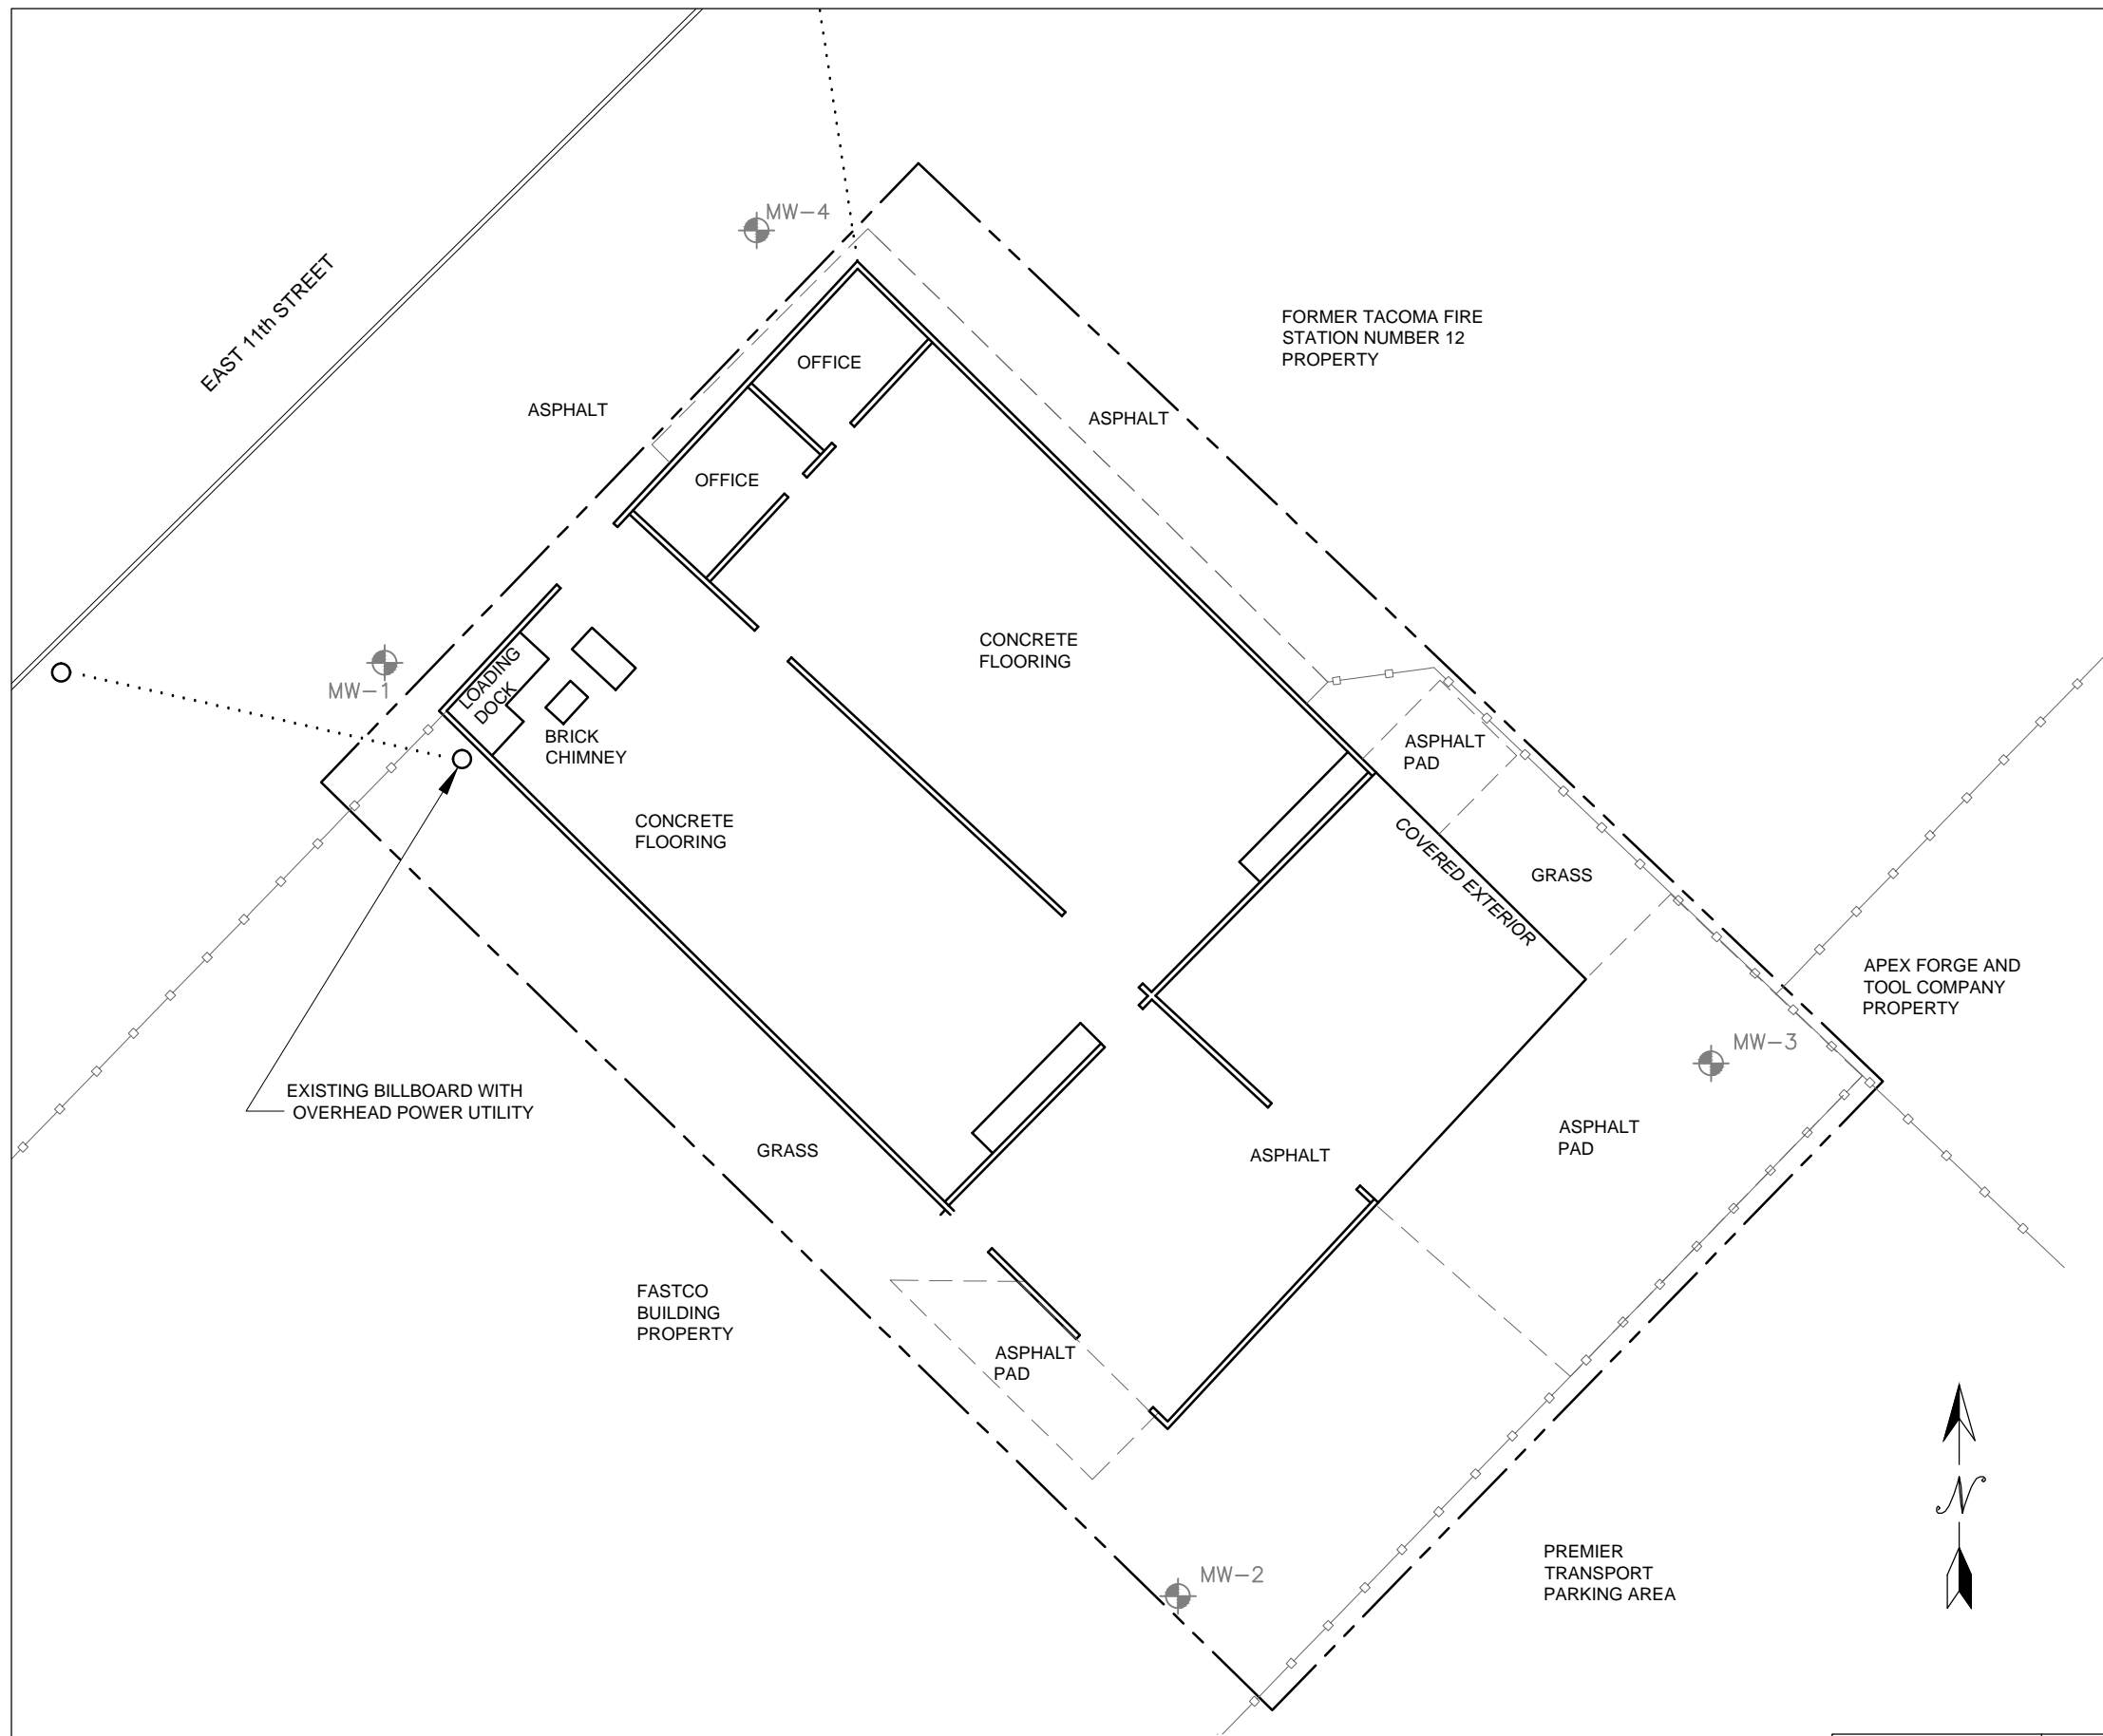 MW-4
EAST 11th STREET
FORMER TACOMA FIRE
STATION NUMBER 12
PROPERTY
OFFICE
ASPHALT
ASPHALT
OFFICE
CONCRETE
FLOORING
LOADING
DOCK
MW-1
BRICK
CHIMNEY
ASPHALT
PAD
CONCRETE
FLOORING
COVERED EXTERIOR
GRASS
APEX FORGE AND
TOOL COMPANY
PROPERTY
MW-3
EXISTING BILLBOARD WITH
OVERHEAD POWER UTILITY
GRASS
ASPHALT
ASPHALT
PAD
FASTCO
BUILDING
PROPERTY
ASPHALT
PAD
N
MW-2
PREMIER
TRANSPORT
PARKING AREA